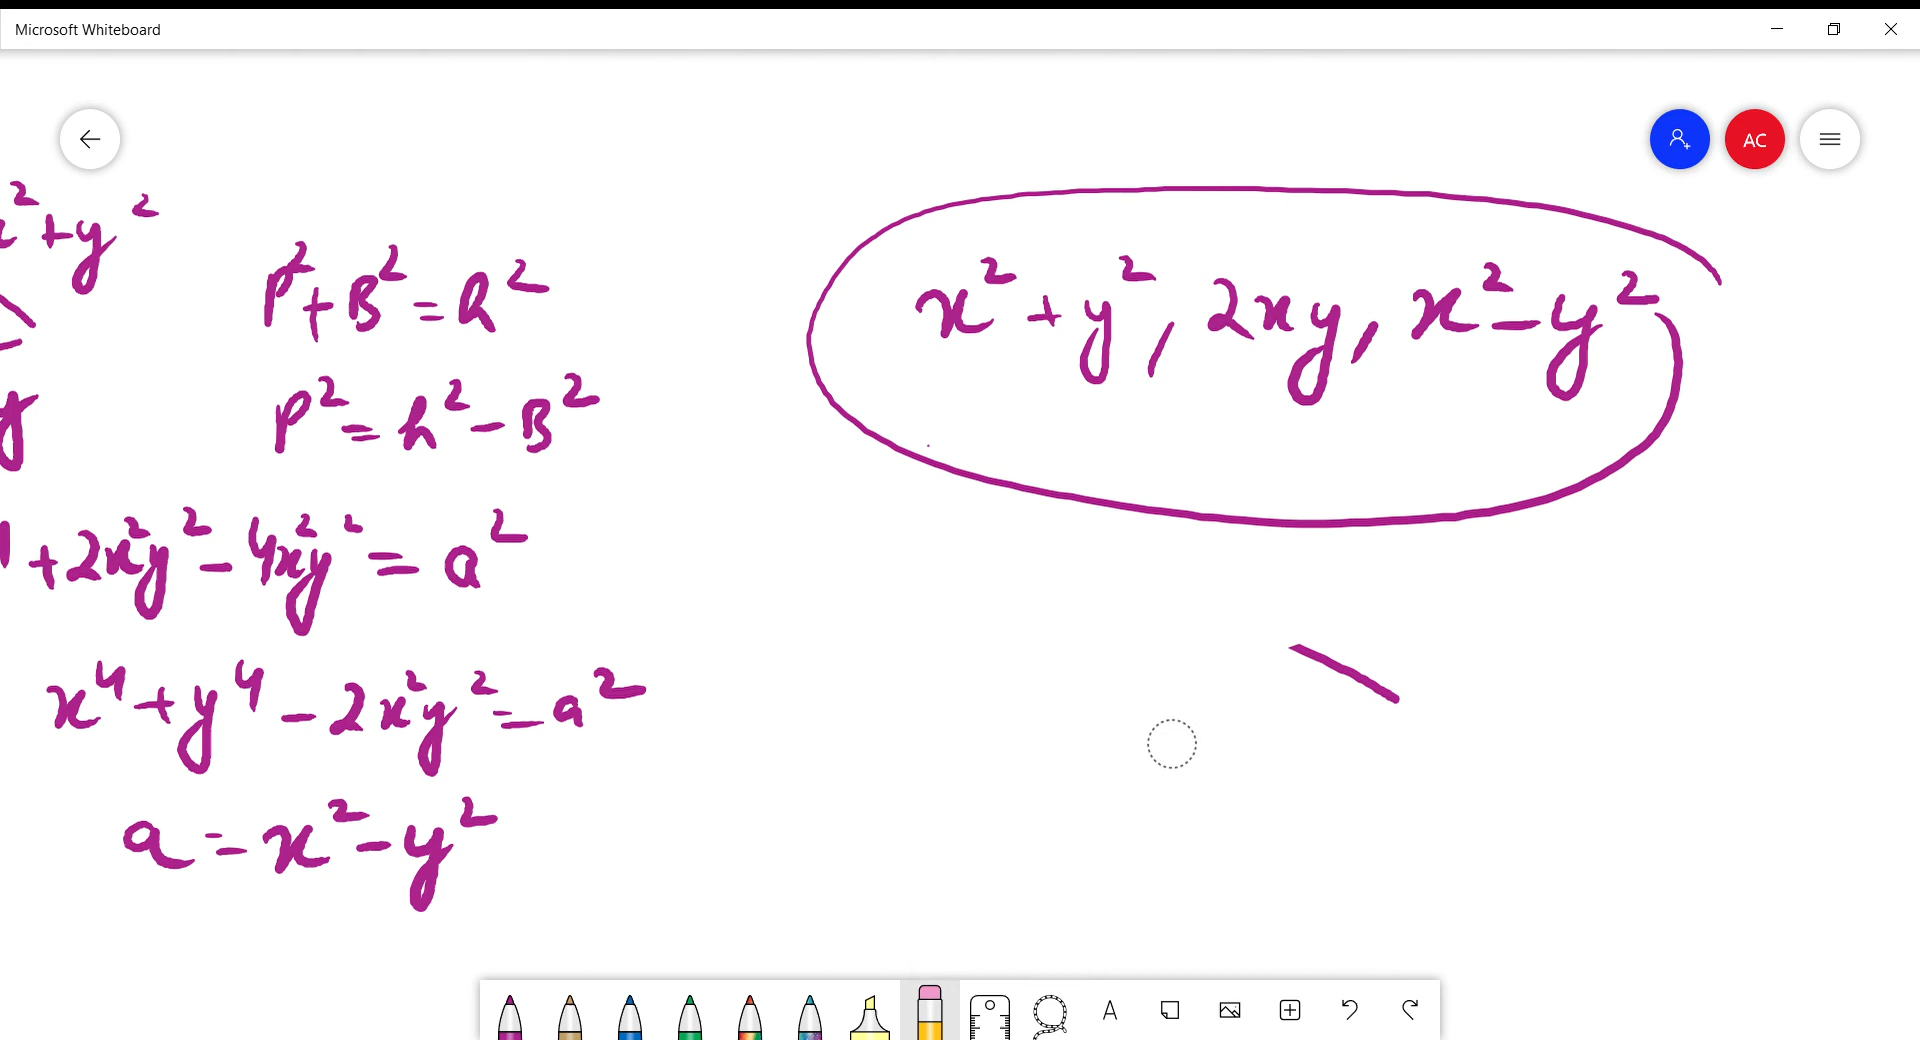 Microsoft Whiteboard
AC
x²+y²
P²+B²=h²
P²=h²-B²
+2x²y²-4x²y²=a²
x⁴+y⁴-2x²y²=a²
a=x²-y²
x²+y², 2xy, x²-y²
A